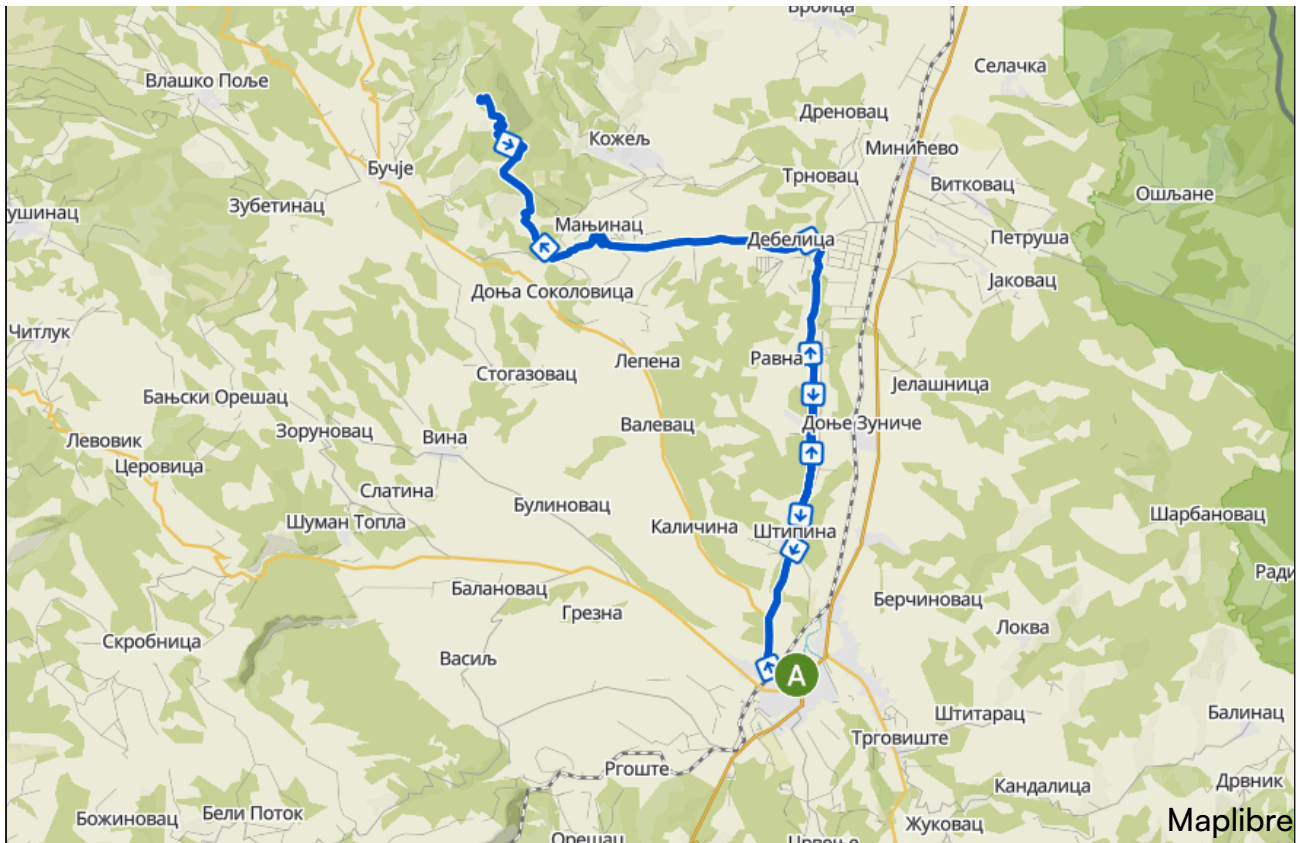 Врбица
Селачка
Влашко Поље
Дреновац
Кожељ
Минићево
Бучје
Трновац
Витковац
Ошљане
Зубетинац
ушинац
Мањинац
Дебелица
Петруша
Јаковац
Доња Соколовица
Читлук
Равна
Лепена
Стогазовац
Јелашница
Бањски Орешац
Валевац
Доње Зуниче
Зоруновац
Вина
Левовик
Церовица
Слатина
Булиновац
Шарбановац
Шуман Топла
Каличина
Штипина
Ради
Балановац
Берчиновац
Грезна
Локва
Скробница
Васиљ
A
Штитарац
Балинац
Трговиште
Ргоште
Кандалица
Дрвник
Бели Поток
Божиновац
Жуковац
Maplibre
Орешац
Црвење